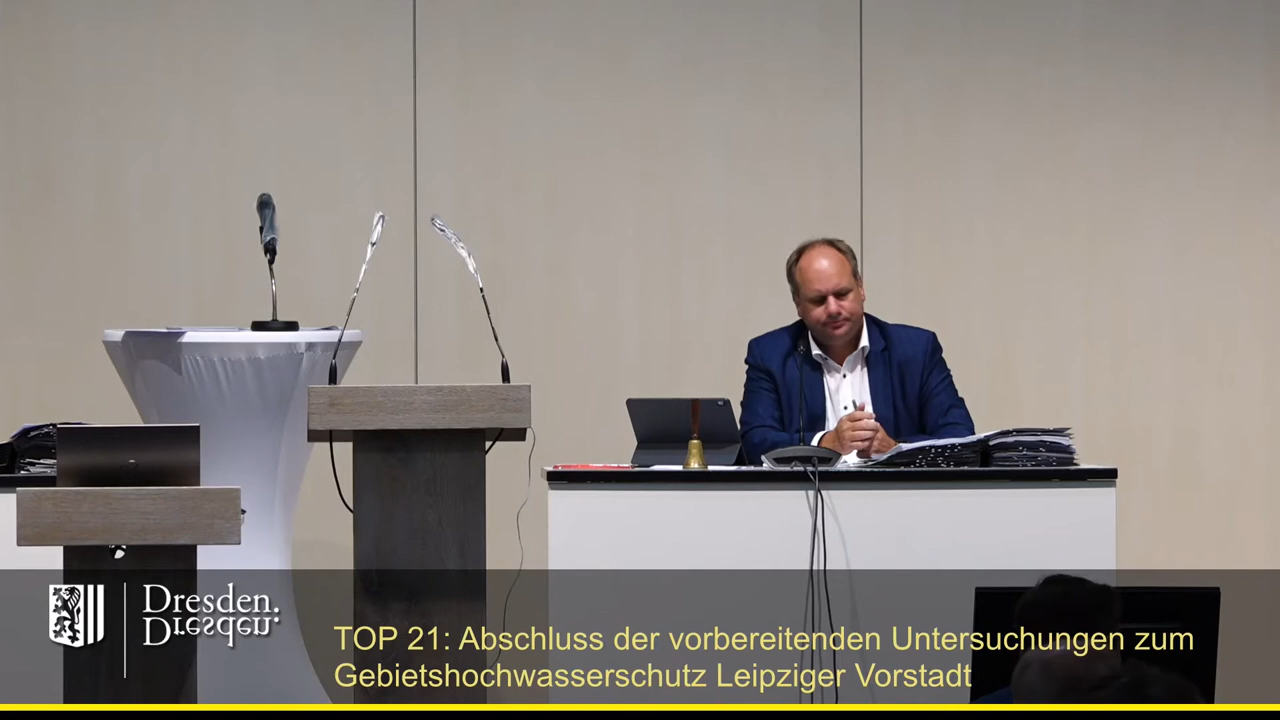 Dresden.
Dresden.
TOP 21: Abschluss der vorbereitenden Untersuchungen zum
Gebietshochwasserschutz Leipziger Vorstadt